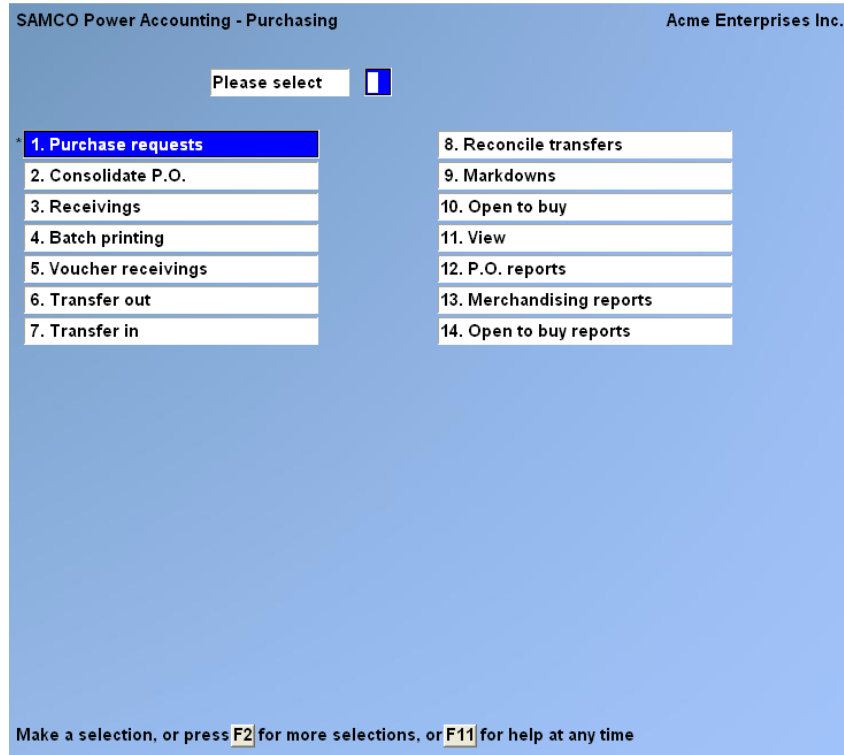 SAMCO Power Accounting - Purchasing Acme Enterprises Inc.
Please select
* 1. Purchase requests
2. Consolidate P.O.
3. Receivings
4. Batch printing
5. Voucher receivings
6. Transfer out
7. Transfer in
8. Reconcile transfers
9. Markdowns
10. Open to buy
11. View
12. P.O. reports
13. Merchandising reports
14. Open to buy reports
Make a selection, or press F2 for more selections, or F11 for help at any time